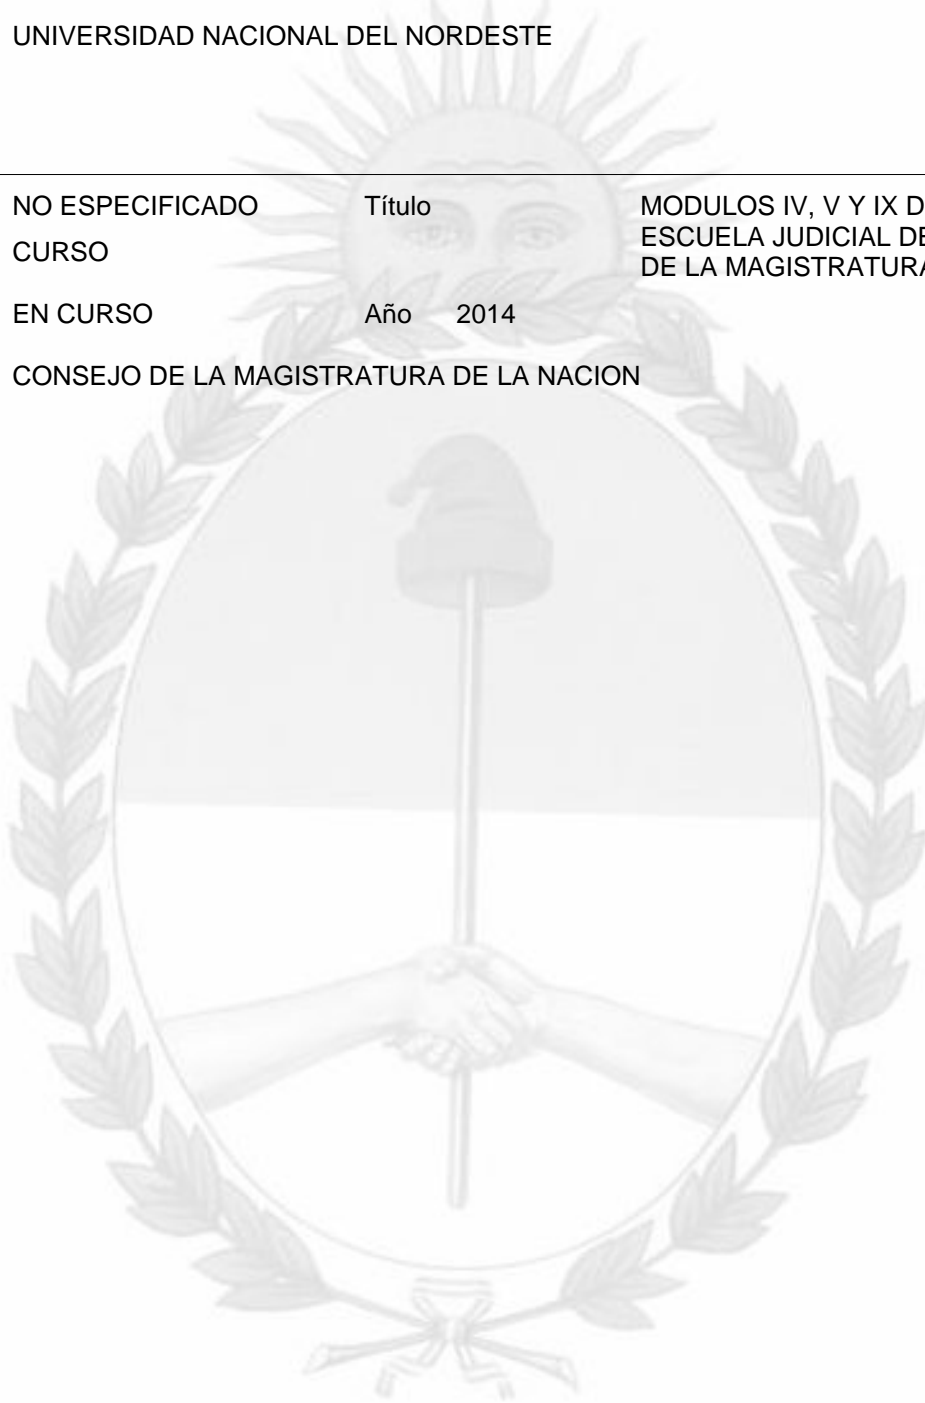 UNIVERSIDAD NACIONAL DEL NORDESTE
NO ESPECIFICADO Título MODULOS IV, V Y IX D
CURSO ESCUELA JUDICIAL DE
DE LA MAGISTRATURA
EN CURSO Año 2014
CONSEJO DE LA MAGISTRATURA DE LA NACION